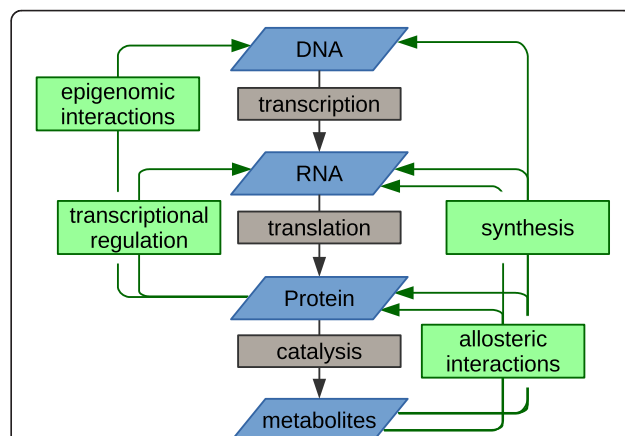 DNA
epigenomic
interactions
transcription
RNA
transcriptional
regulation
translation
synthesis
Protein
catalysis
allosteric
interactions
metabolites